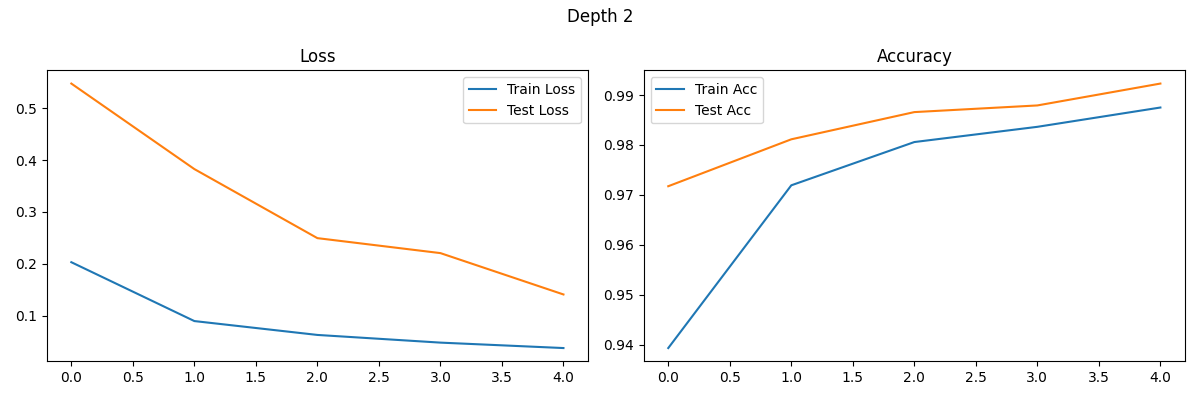 Depth 2
Loss
Train Loss
Test Loss
0.5
0.4
0.3
0.2
0.1
0.0 0.5 1.0 1.5 2.0 2.5 3.0 3.5 4.0
Accuracy
Train Acc
Test Acc
0.99
0.98
0.97
0.96
0.95
0.94
0.0 0.5 1.0 1.5 2.0 2.5 3.0 3.5 4.0